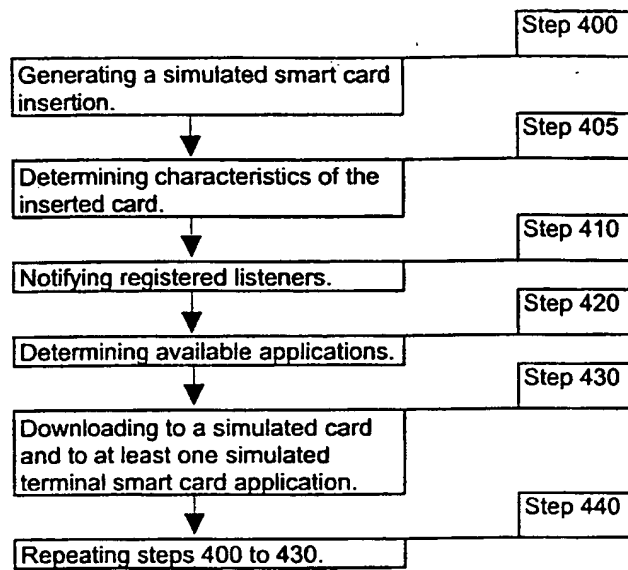 Step 400
Generating a simulated smart card
insertion.
Step 405
Determining characteristics of the
inserted card.
Step 410
Notifying registered listeners.
Step 420
Determining available applications.
Step 430
Downloading to a simulated card
and to at least one simulated
terminal smart card application.
Step 440
Repeating steps 400 to 430.